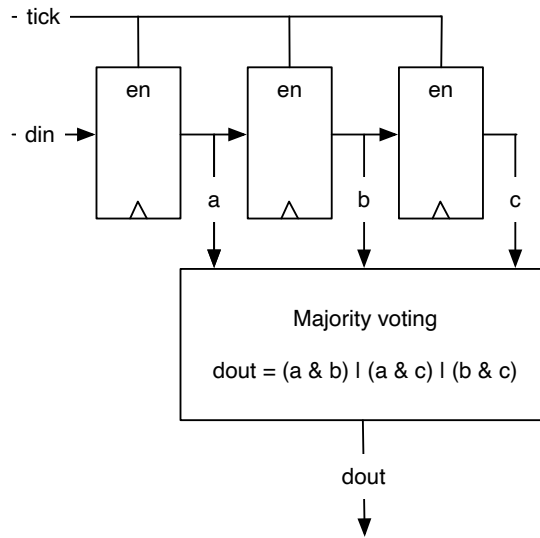 - tick
en
en
en
- din
a
b
c
Majority voting
dout = (a & b) | (a & c) | (b & c)
dout